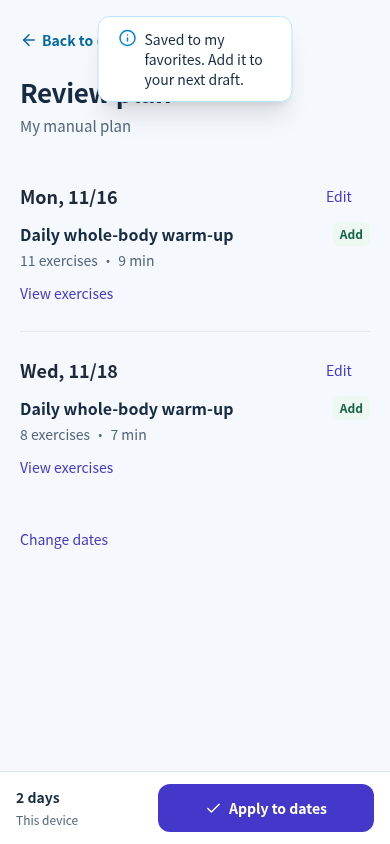 Back to
Saved to my
favorites. Add it to
your next draft.
Review plan
My manual plan
Mon, 11/16
Edit
Daily whole-body warm-up
Add
11 exercises • 9 min
View exercises
Wed, 11/18
Edit
Daily whole-body warm-up
Add
8 exercises • 7 min
View exercises
Change dates
2 days
This device
Apply to dates